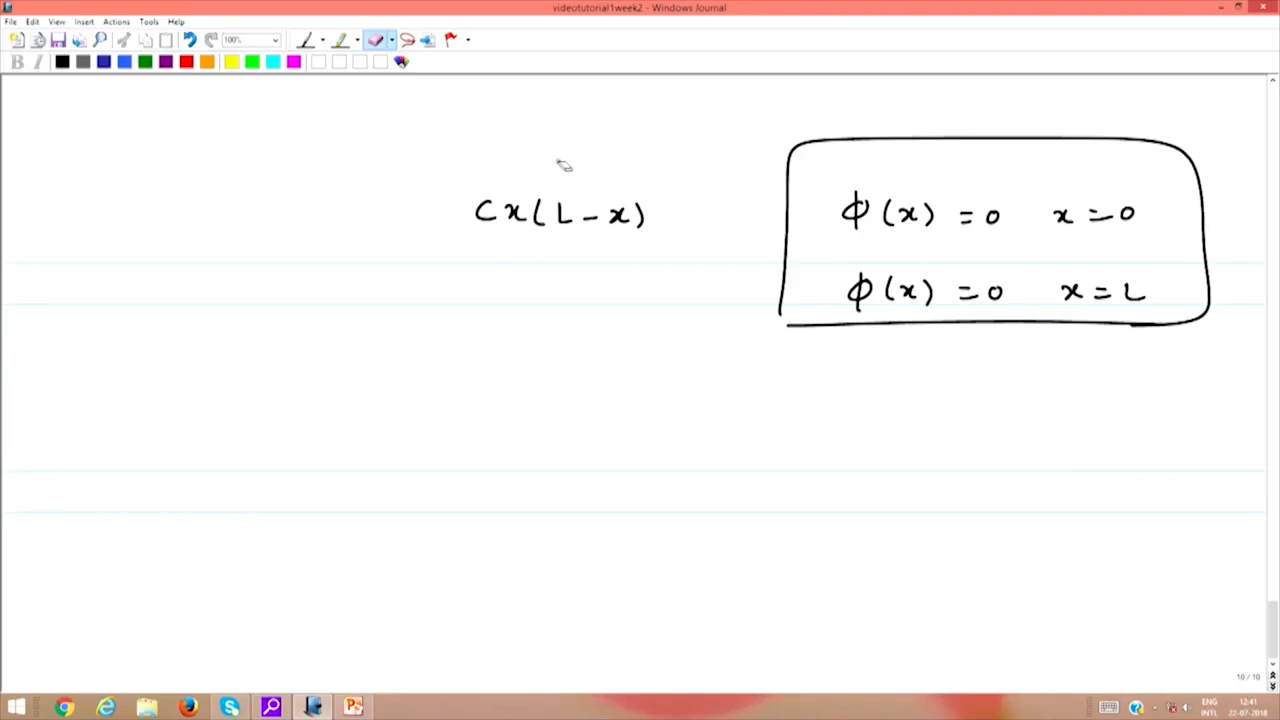 videotutorial1week2 - Windows Journal
File Edit View Insert Actions Tools Help
100%
B I
Cx(L-x)
ϕ(x) = 0 x = 0
ϕ(x) = 0 x = L
10 / 10
ENG 12:41
INTL 22-07-2018